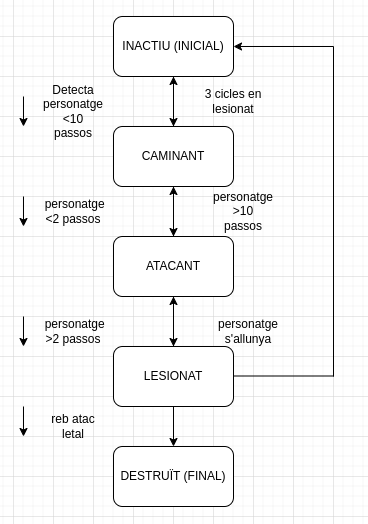 INACTIU (INICIAL)
Detecta
personatge
<10
passos
3 cicles en
lesionat
CAMINANT
personatge
<2 passos
personatge
>10
passos
ATACANT
personatge
>2 passos
personatge
s'allunya
LESIONAT
reb atac
letal
DESTRUÏT (FINAL)